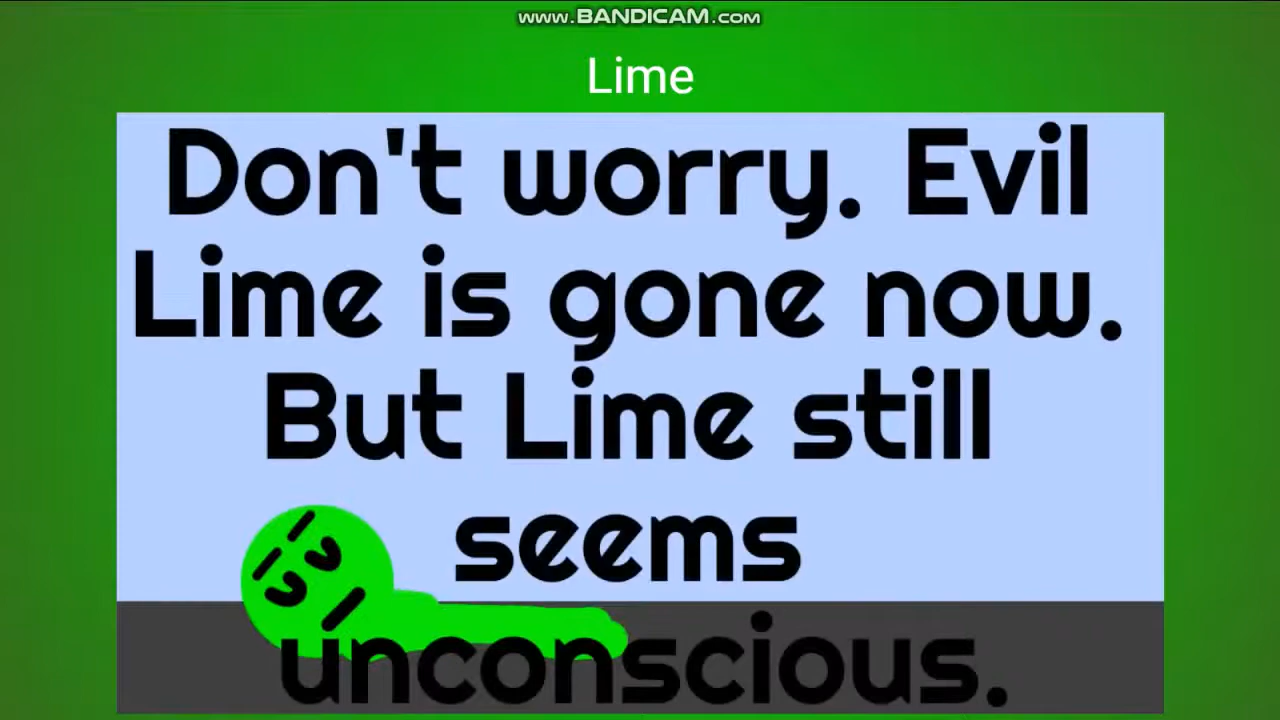 www.BANDICAM.com
Lime
Don't worry. Evil
Lime is gone now.
But Lime still
seems
unconscious.